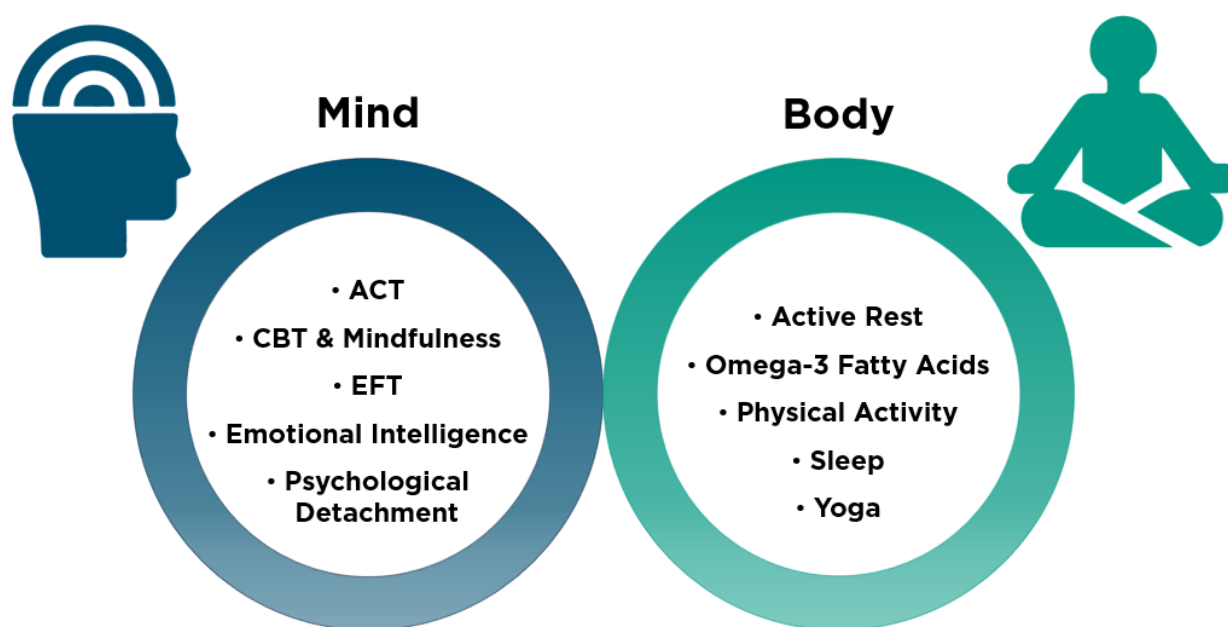 Mind
• ACT
• CBT & Mindfulness
• EFT
• Emotional Intelligence
• Psychological
Detachment
Body
• Active Rest
• Omega-3 Fatty Acids
• Physical Activity
• Sleep
• Yoga